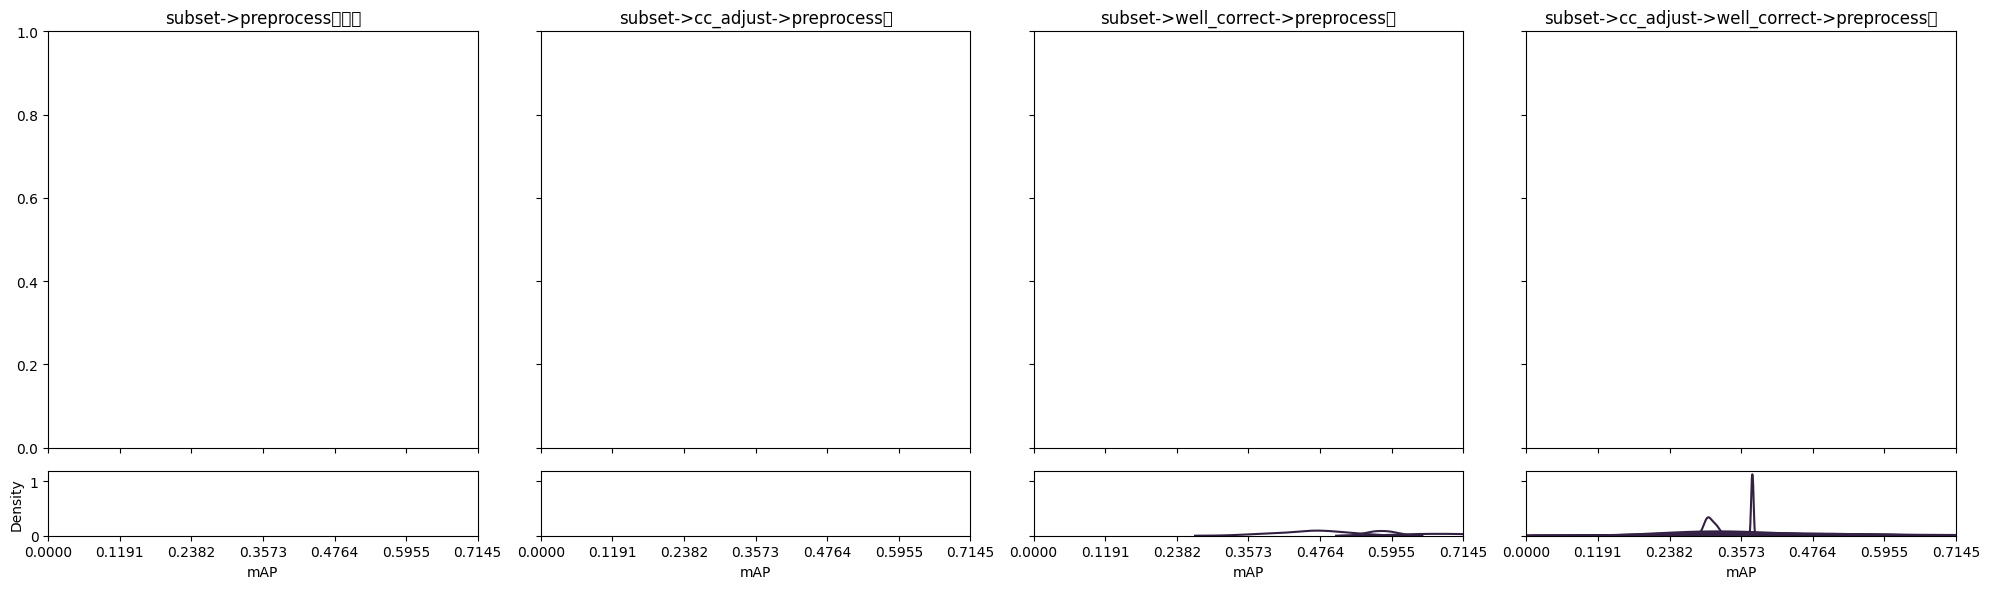 subset->preprocess
subset->cc_adjust->preprocess
subset->well_correct->preprocess
subset->cc_adjust->well_correct->preprocess
1.0
0.8
0.6
0.4
0.2
0.0
Density
1
0
0.0000 0.1191 0.2382 0.3573 0.4764 0.5955 0.7145
mAP
0.0000 0.1191 0.2382 0.3573 0.4764 0.5955 0.7145
mAP
0.0000 0.1191 0.2382 0.3573 0.4764 0.5955 0.7145
mAP
0.0000 0.1191 0.2382 0.3573 0.4764 0.5955 0.7145
mAP